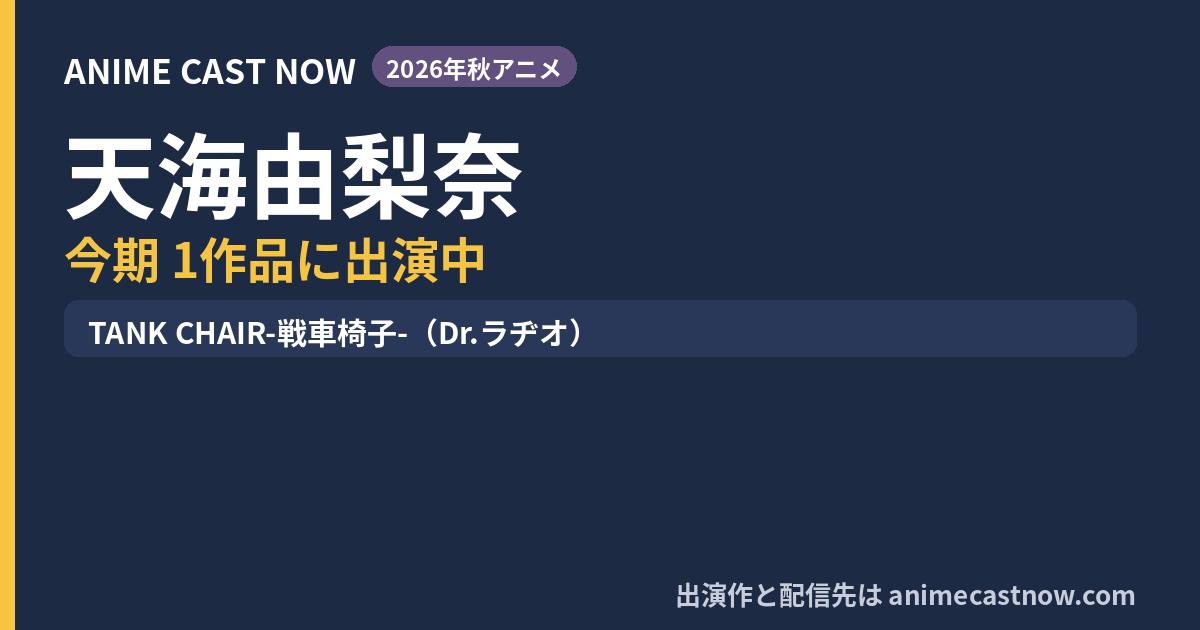 ANIME CAST NOW 2026年秋アニメ
天海由梨奈
今期 1作品に出演中
TANK CHAIR-戦車椅子-（Dr.ラヂオ）
出演作と配信先は animecastnow.com